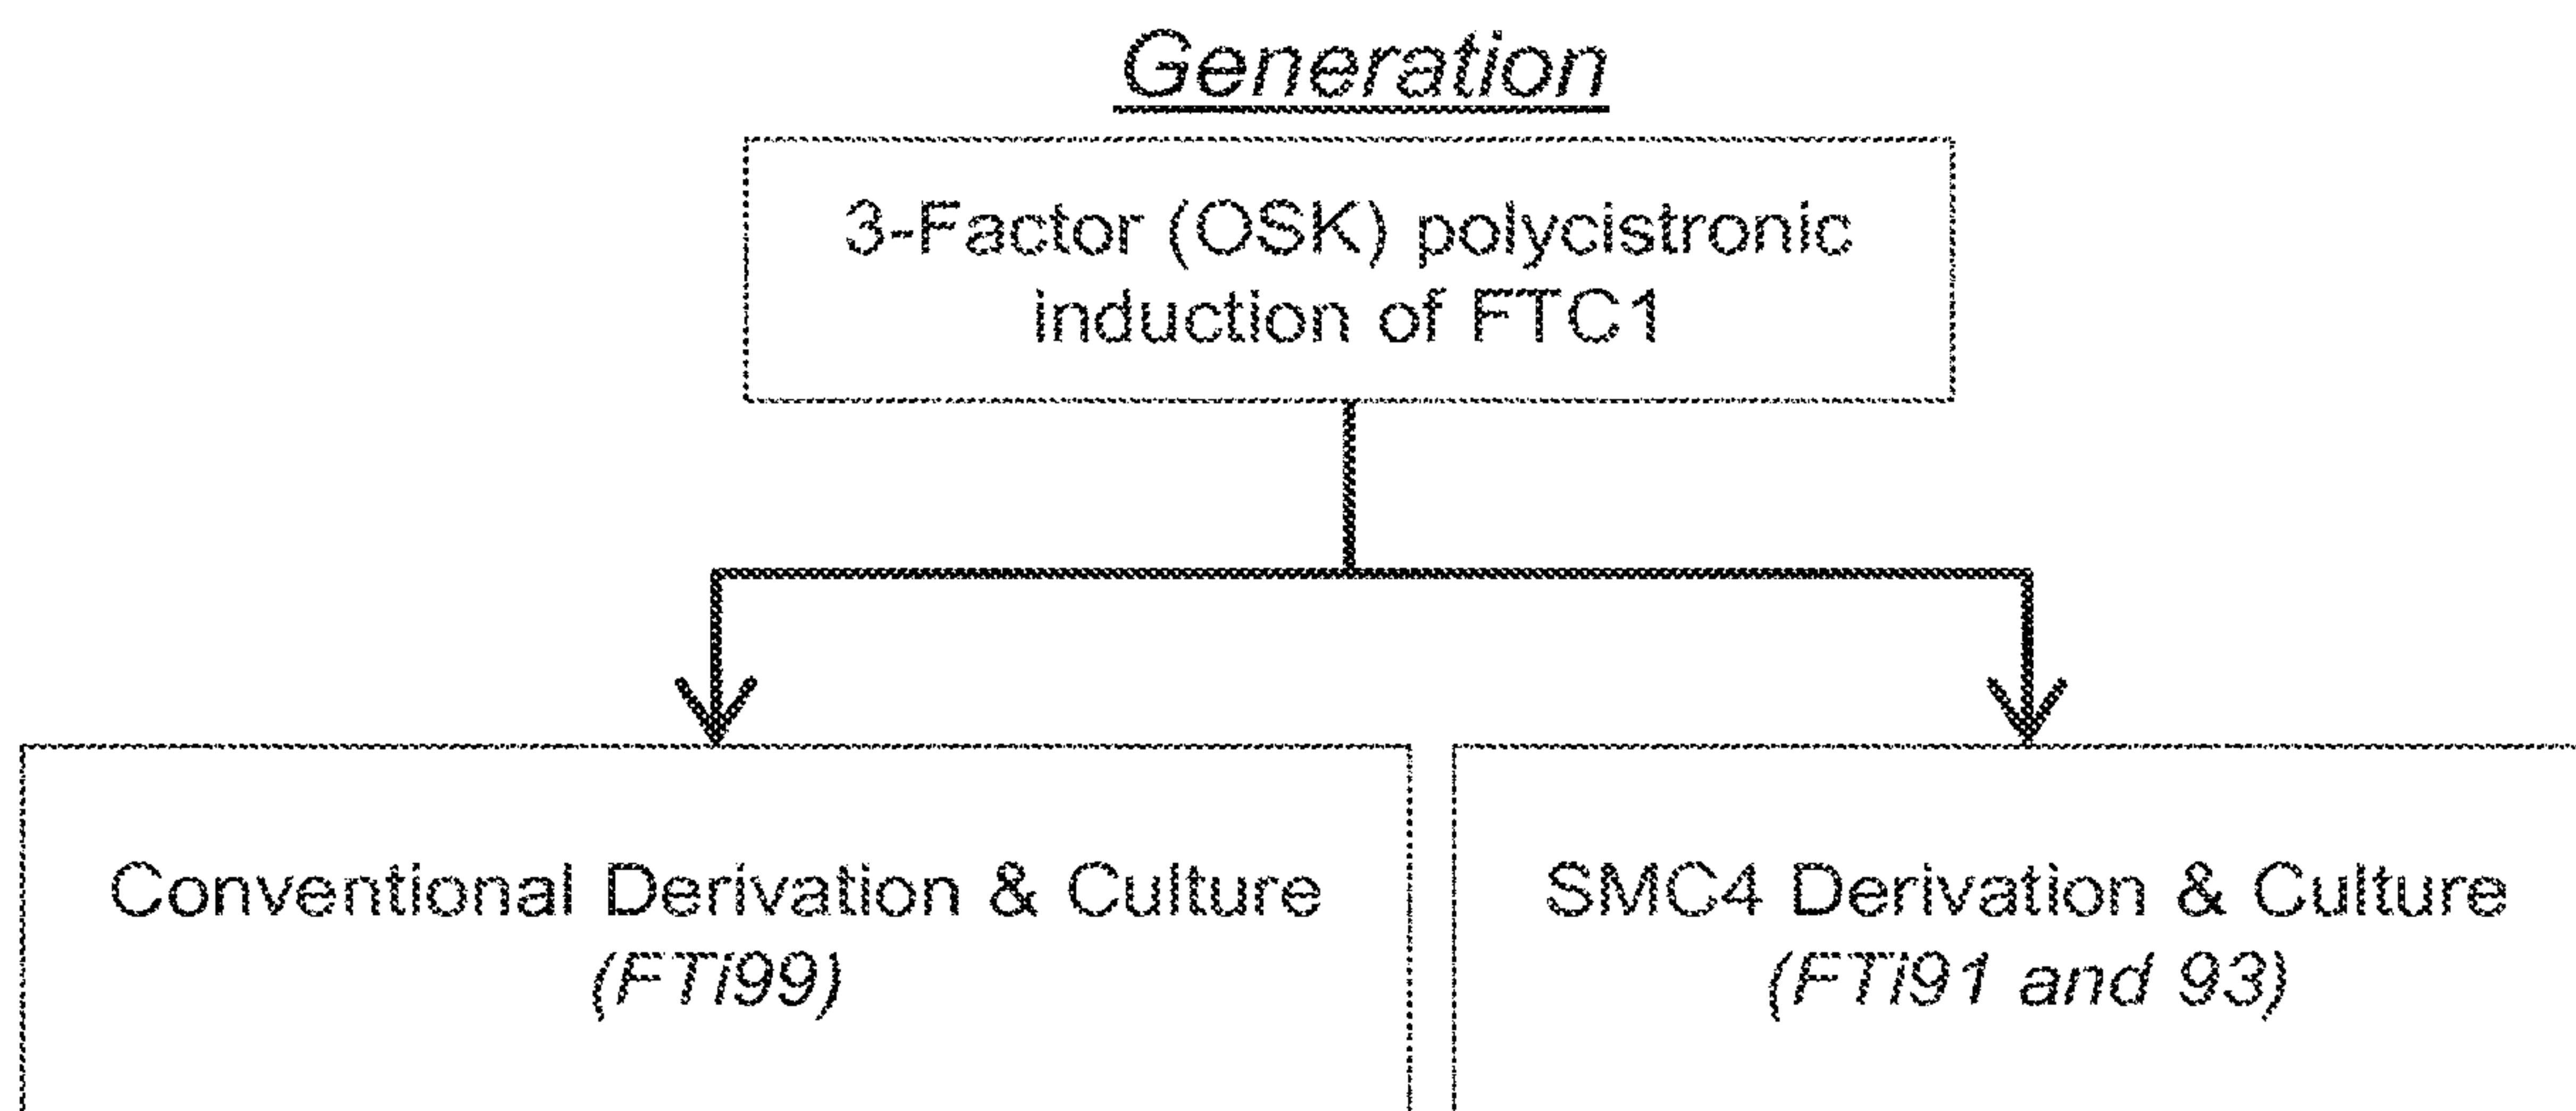 Generation
3-Factor (OSK) polycistronic
induction of FTC1
Conventional Derivation & Culture
(FTi99)
SMC4 Derivation & Culture
(FTi91 and 93)